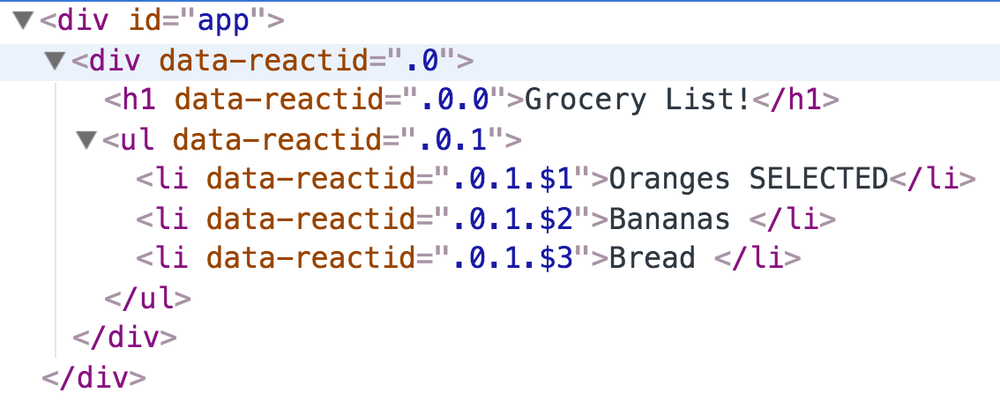 ▼<div id="app">
▼<div data-reactid=".0">
<h1 data-reactid=".0.0">Grocery List!</h1>
▼<ul data-reactid=".0.1">
<li data-reactid=".0.1.$1">Oranges SELECTED</li>
<li data-reactid=".0.1.$2">Bananas </li>
<li data-reactid=".0.1.$3">Bread </li>
</ul>
</div>
</div>